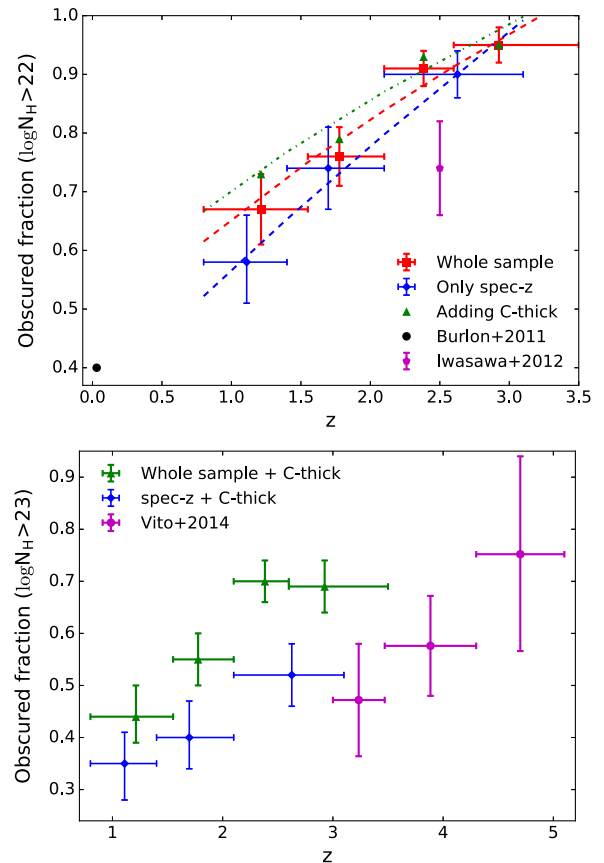 Obscured fraction (logN_H>22)
1.0
0.9
0.8
0.7
0.6
0.5
0.4
Whole sample
Only spec-z
Adding C-thick
Burlon+2011
Iwasawa+2012
0.0 0.5 1.0 1.5 2.0 2.5 3.0 3.5
z
Obscured fraction (logN_H>23)
0.9
0.8
0.7
0.6
0.5
0.4
0.3
Whole sample + C-thick
spec-z + C-thick
Vito+2014
1 2 3 4 5
z